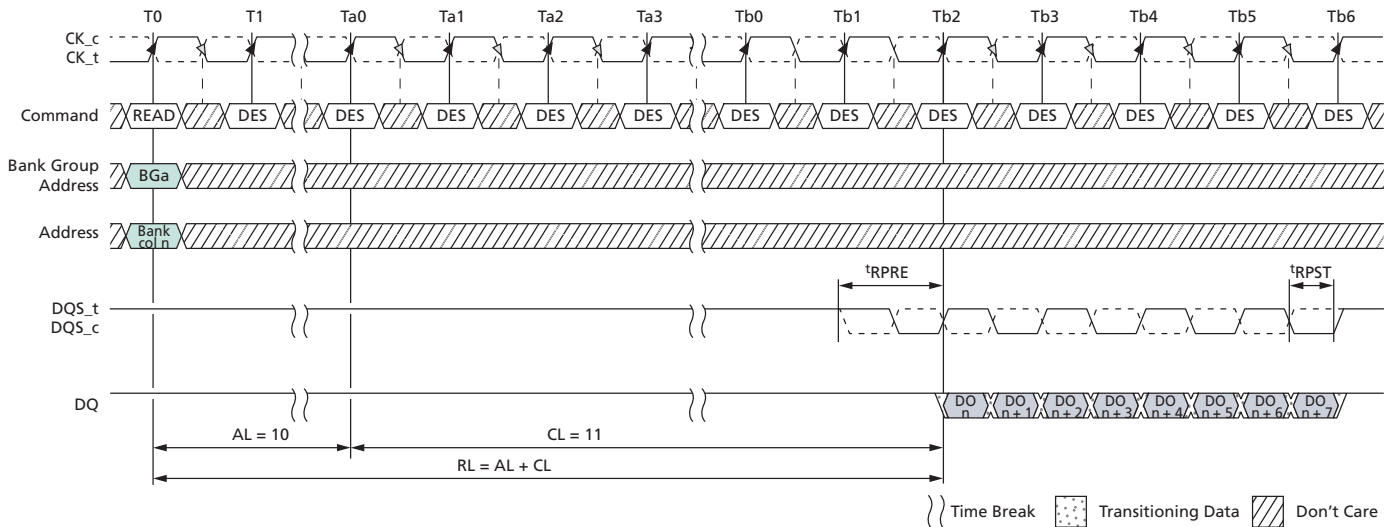 T0 T1 Ta0 Ta1 Ta2 Ta3 Tb0 Tb1 Tb2 Tb3 Tb4 Tb5 Tb6
CK_c
CK_t
Command READ DES DES DES DES DES DES DES DES DES DES DES DES
Bank Group
Address
BGa
Address
Bank
col n
tRPRE
tRPST
DQS_t
DQS_c
DQ
DO DO DO DO DO DO DO DO
n n + 1 n + 2 n + 3 n + 4 n + 5 n + 6 n + 7
AL = 10 CL = 11
RL = AL + CL
Time Break Transitioning Data Don't Care